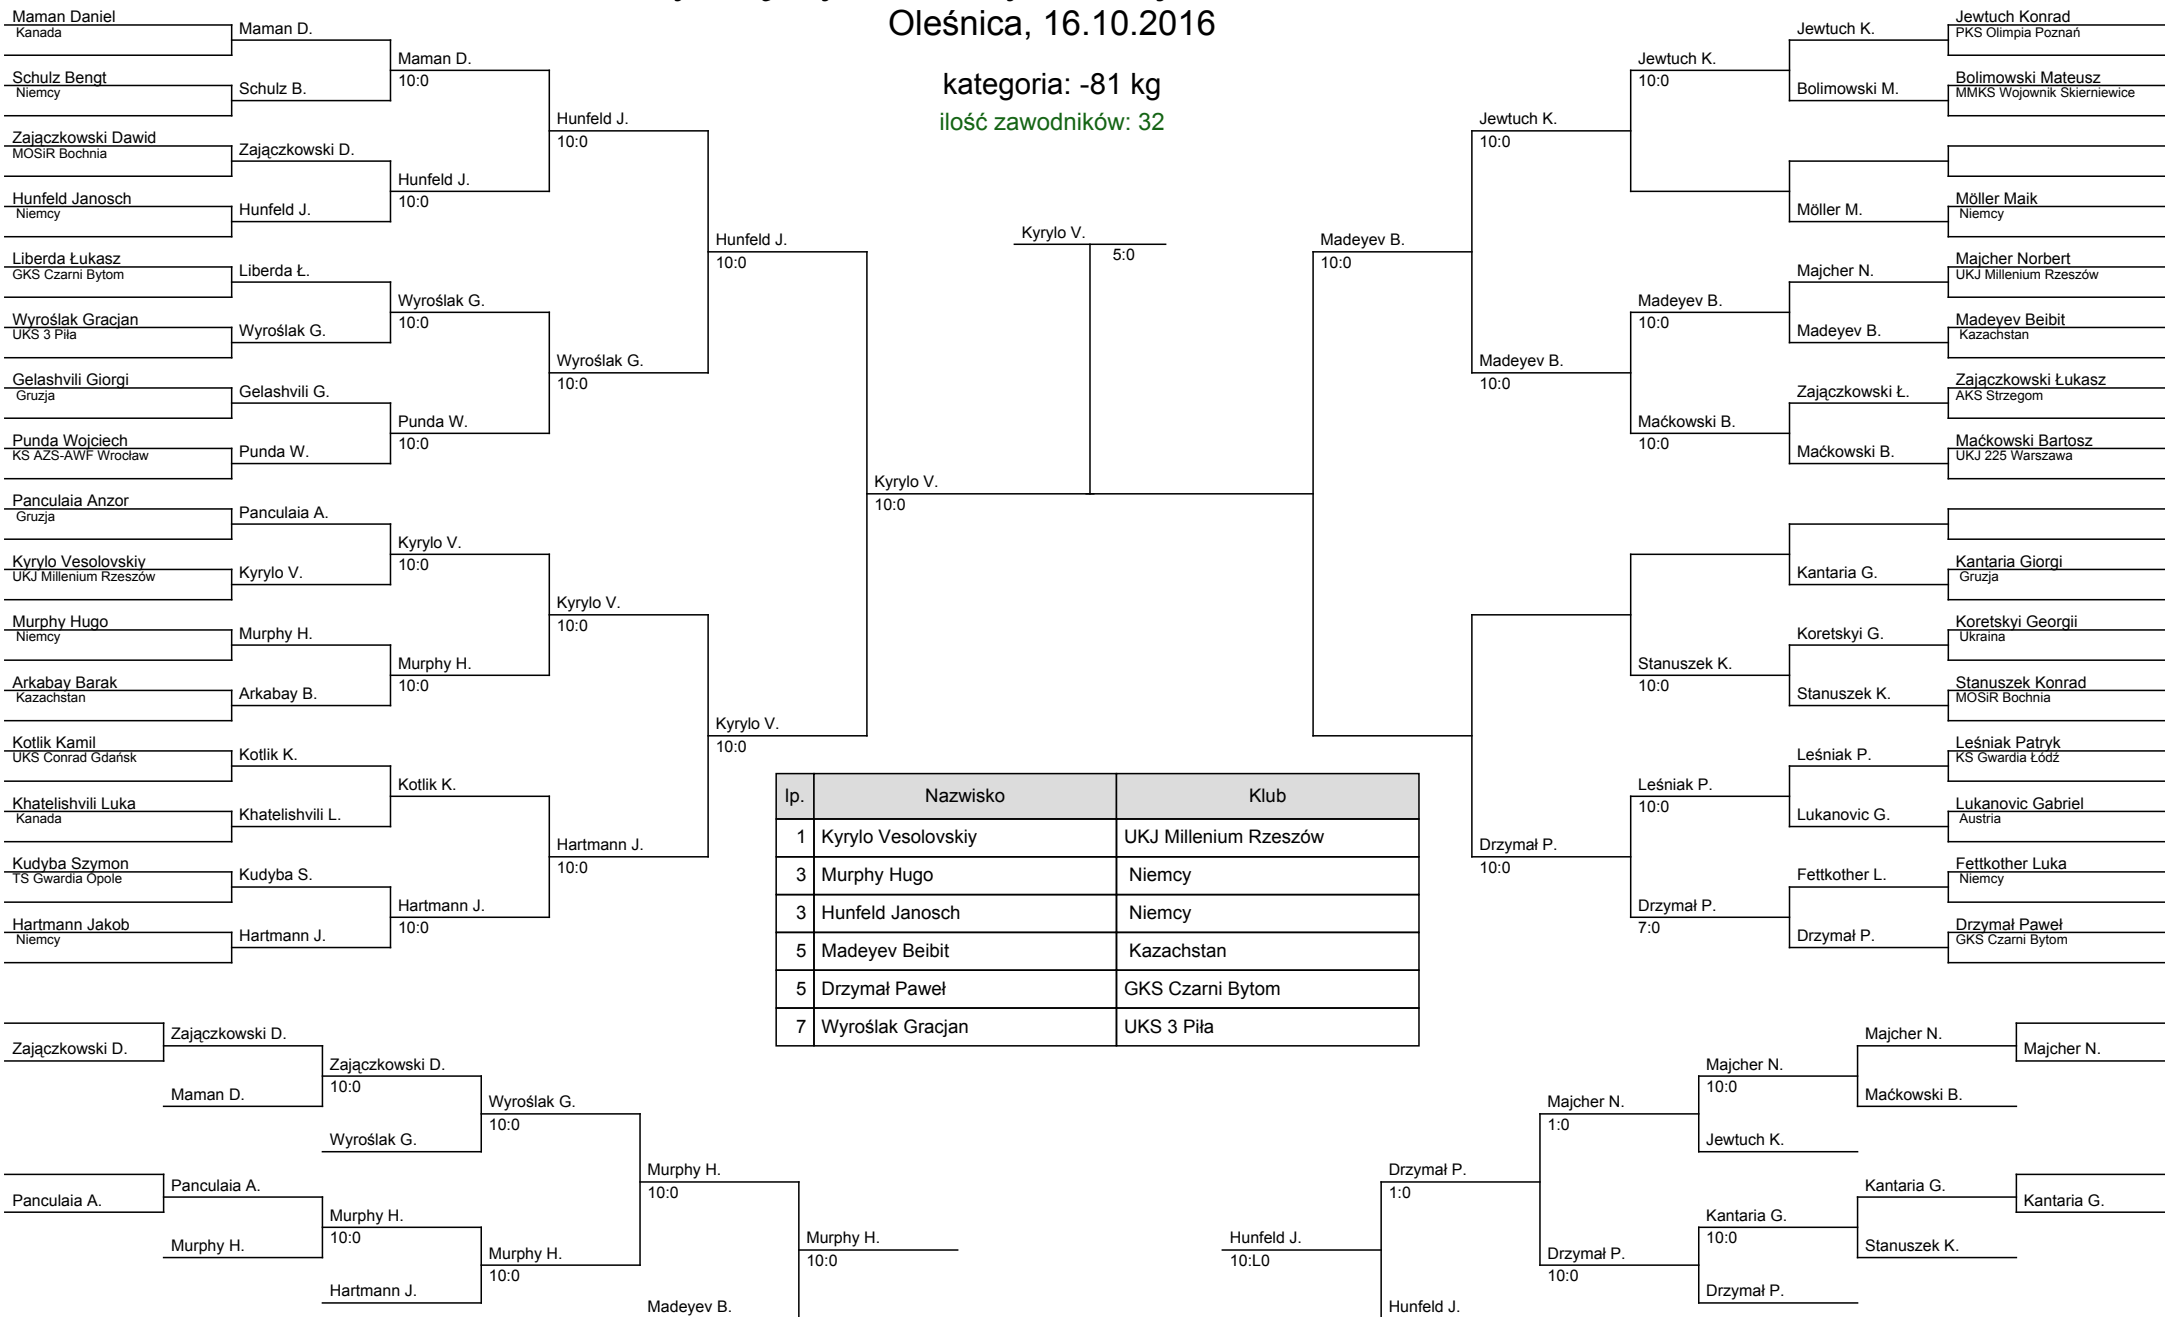 Oleśnica, 16.10.2016
kategoria: -81 kg
ilość zawodników: 32
Maman Daniel
Kanada
Schulz Bengt
Niemcy
Zajączkowski Dawid
MOSiR Bochnia
Hunfeld Janosch
Niemcy
Liberda Łukasz
GKS Czarni Bytom
Wyroślak Gracjan
UKS 3 Piła
Gelashvili Giorgi
Gruzja
Punda Wojciech
KS AZS-AWF Wrocław
Panculaia Anzor
Gruzja
Kyrylo Vesolovskiy
UKJ Millenium Rzeszów
Murphy Hugo
Niemcy
Arkabay Barak
Kazachstan
Kotlik Kamil
UKS Conrad Gdańsk
Khatelishvili Luka
Kanada
Kudyba Szymon
TS Gwardia Opole
Hartmann Jakob
Niemcy
Maman D.
Schulz B.
Zajączkowski D.
Hunfeld J.
Liberda Ł.
Wyroślak G.
Gelashvili G.
Punda W.
Panculaia A.
Kyrylo V.
Murphy H.
Arkabay B.
Kotlik K.
Khatelishvili L.
Kudyba S.
Hartmann J.
Maman D.
10:0
Hunfeld J.
10:0
Wyroślak G.
10:0
Punda W.
10:0
Kyrylo V.
10:0
Murphy H.
10:0
Kotlik K.
Hartmann J.
10:0
Hunfeld J.
10:0
Wyroślak G.
10:0
Kyrylo V.
10:0
Hartmann J.
10:0
Hunfeld J.
10:0
Kyrylo V.
10:0
Kyrylo V.
10:0
Kyrylo V.
5:0
Madeyev B.
10:0
Jewtuch K.
10:0
Madeyev B.
10:0
Drzymał P.
10:0
Jewtuch K.
10:0
Madeyev B.
10:0
Maćkowski B.
10:0
Stanuszek K.
10:0
Leśniak P.
10:0
Drzymał P.
7:0
Jewtuch K.
Bolimowski M.
Möller M.
Majcher N.
Madeyev B.
Zajączkowski Ł.
Maćkowski B.
Kantaria G.
Koretskyi G.
Stanuszek K.
Leśniak P.
Lukanovic G.
Fettkother L.
Drzymał P.
Jewtuch Konrad
PKS Olimpia Poznań
Bolimowski Mateusz
MMKS Wojownik Skierniewice
Möller Maik
Niemcy
Majcher Norbert
UKJ Millenium Rzeszów
Madeyev Beibit
Kazachstan
Zajączkowski Łukasz
AKS Strzegom
Maćkowski Bartosz
UKJ 225 Warszawa
Kantaria Giorgi
Gruzja
Koretskyi Georgii
Ukraina
Stanuszek Konrad
MOSiR Bochnia
Leśniak Patryk
KS Gwardia Łódź
Lukanovic Gabriel
Austria
Fettkother Luka
Niemcy
Drzymał Paweł
GKS Czarni Bytom
lp. Nazwisko Klub
1 Kyrylo Vesolovskiy UKJ Millenium Rzeszów
3 Murphy Hugo Niemcy
3 Hunfeld Janosch Niemcy
5 Madeyev Beibit Kazachstan
5 Drzymał Paweł GKS Czarni Bytom
7 Wyroślak Gracjan UKS 3 Piła
Zajączkowski D.
Panculaia A.
Zajączkowski D.
Maman D.
Panculaia A.
Murphy H.
Zajączkowski D.
10:0
Wyroślak G.
Murphy H.
10:0
Hartmann J.
Wyroślak G.
10:0
Murphy H.
10:0
Murphy H.
10:0
Madeyev B.
Murphy H.
10:0
Hunfeld J.
10:L0
Drzymał P.
1:0
Hunfeld J.
Majcher N.
1:0
Drzymał P.
10:0
Majcher N.
10:0
Jewtuch K.
Kantaria G.
10:0
Drzymał P.
Majcher N.
Maćkowski B.
Kantaria G.
Stanuszek K.
Majcher N.
Kantaria G.